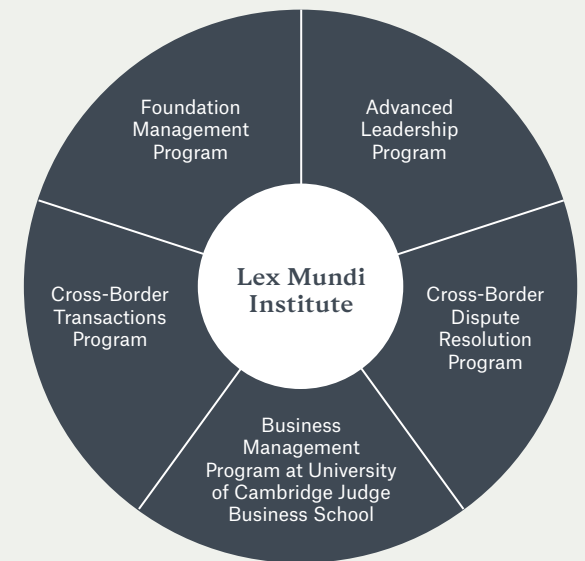 Foundation
Management
Program
Advanced
Leadership
Program
Lex Mundi
Institute
Cross-Border
Transactions
Program
Cross-Border
Dispute
Resolution
Program
Business
Management
Program at University
of Cambridge Judge
Business School